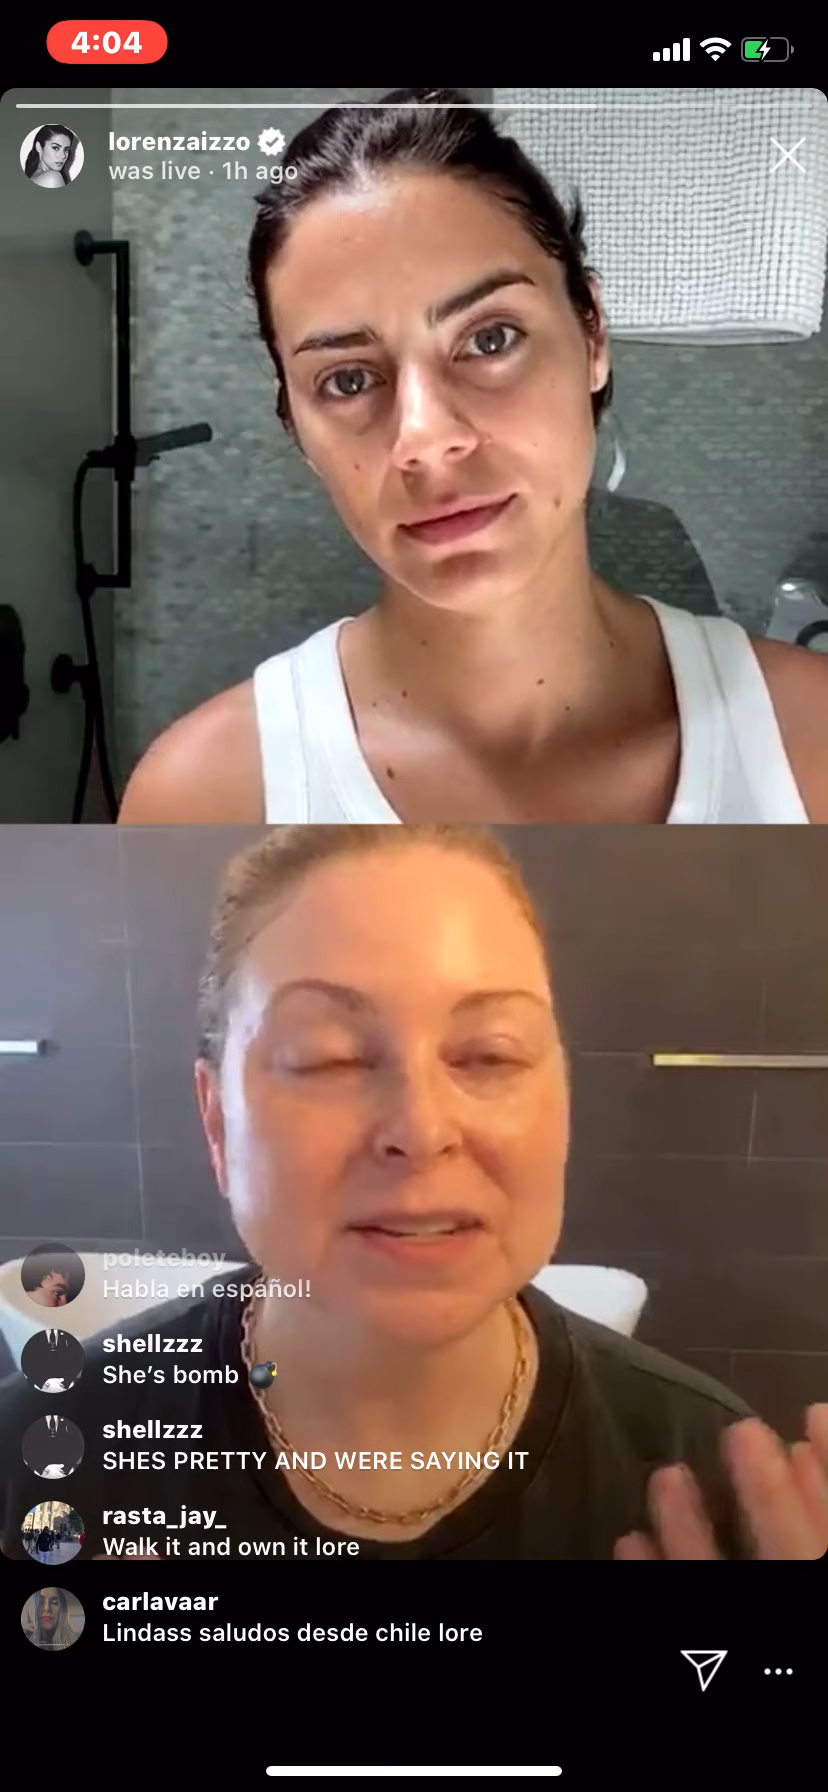 4:04
lorenzaizzo
was live · 1h ago
poleteboy
Habla en español!
shellzzz
She's bomb 💣
shellzzz
SHES PRETTY AND WERE SAYING IT
rasta_jay_
Walk it and own it lore
carlavaar
Lindass saludos desde chile lore